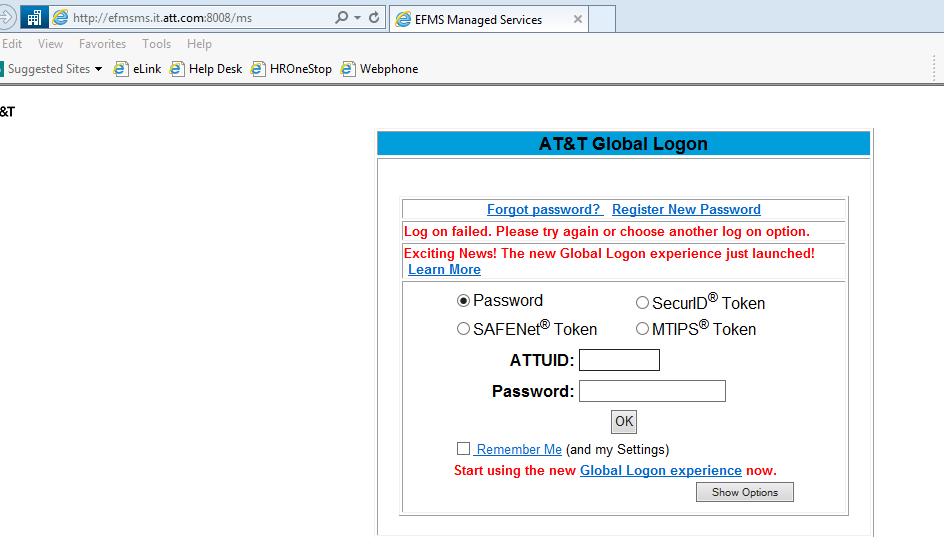 http://efmsms.it.att.com:8008/ms
EFMS Managed Services
Edit View Favorites Tools Help
Suggested Sites eLink Help Desk HROneStop Webphone
&T
AT&T Global Logon
Forgot password? Register New Password
Log on failed. Please try again or choose another log on option.
Exciting News! The new Global Logon experience just launched!
Learn More
Password SecurID® Token
SAFENet® Token MTIPS® Token
ATTUID:
Password:
OK
Remember Me (and my Settings)
Start using the new Global Logon experience now.
Show Options